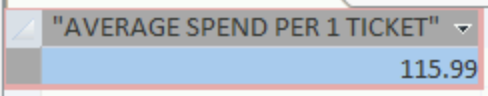 "AVERAGE SPEND PER 1 TICKET"
115.99